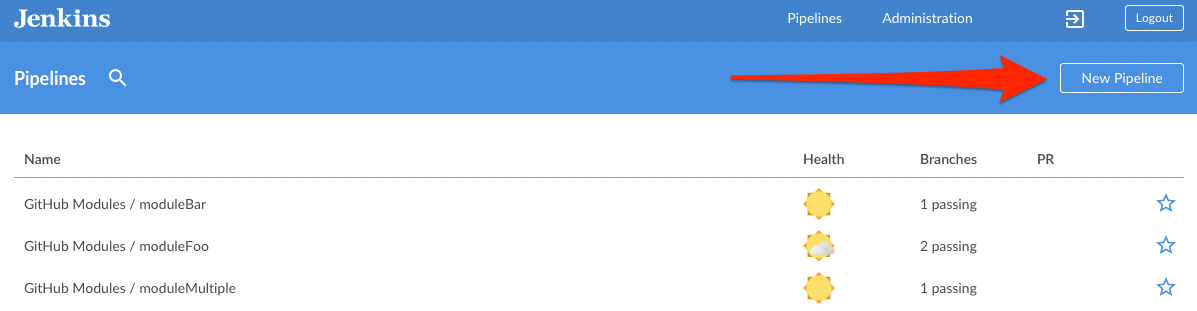 Jenkins Pipelines Administration Logout
Pipelines New Pipeline
Name Health Branches PR
GitHub Modules / moduleBar 1 passing
GitHub Modules / moduleFoo 2 passing
GitHub Modules / moduleMultiple 1 passing